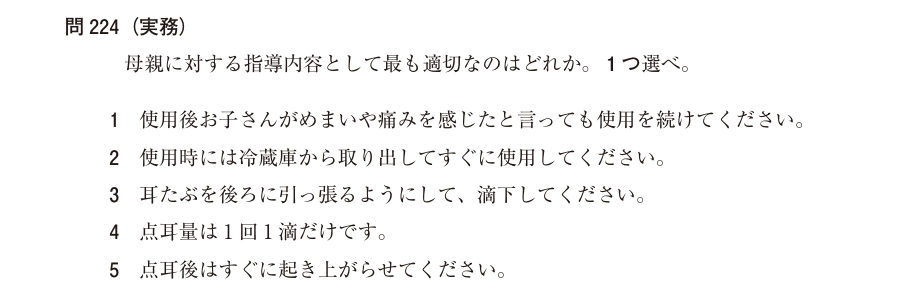 問 224（実務）
母親に対する指導内容として最も適切なのはどれか。1つ選べ。
1 使用後お子さんがめまいや痛みを感じたと言っても使用を続けてください。
2 使用時には冷蔵庫から取り出してすぐに使用してください。
3 耳たぶを後ろに引っ張るようにして、滴下してください。
4 点耳量は1回1滴だけです。
5 点耳後はすぐに起き上がらせてください。